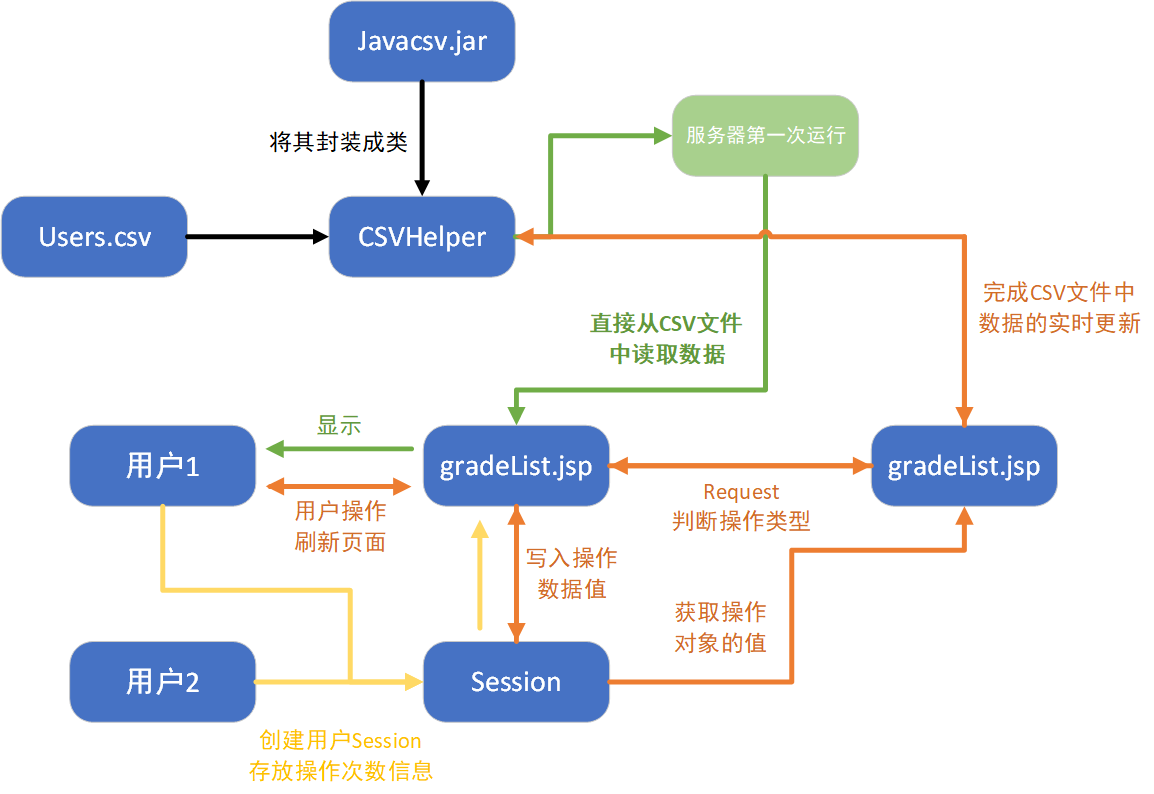 Javacsv.jar
将其封装成类
服务器第一次运行
Users.csv
CSVHelper
直接从CSV文件
中读取数据
完成CSV文件中
数据的实时更新
显示
用户1
gradeList.jsp
gradeList.jsp
用户操作
刷新页面
Request
判断操作类型
写入操作
数据值
获取操作
对象的值
用户2
Session
创建用户Session
存放操作次数信息